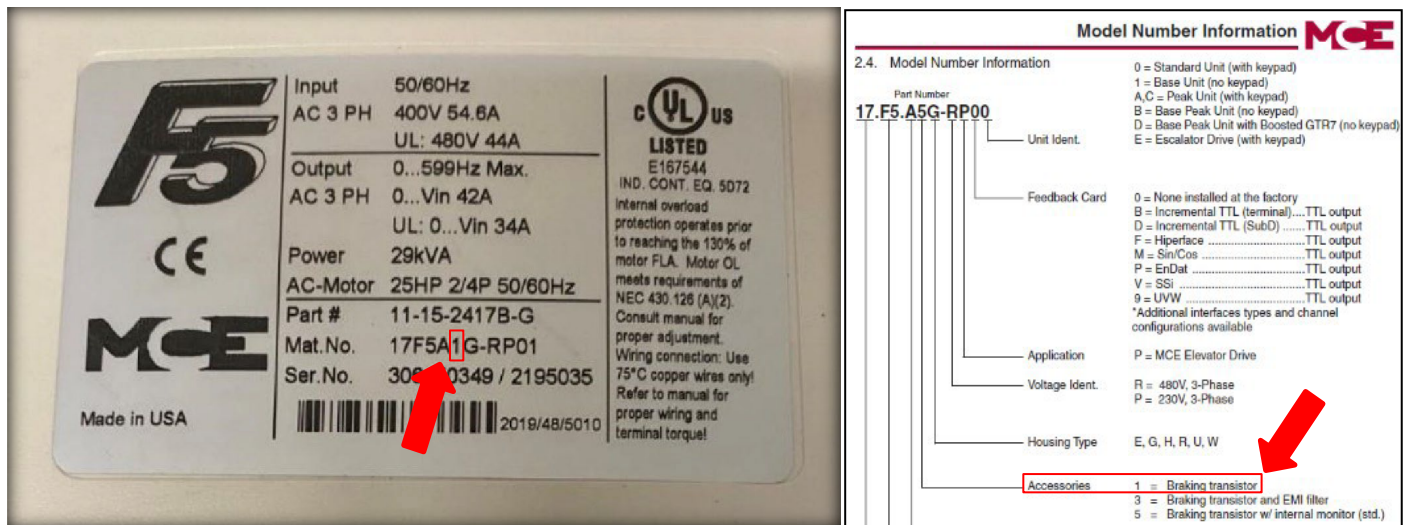 F5
CE
MCE
Made in USA
Input 50/60Hz
AC 3 PH 400V 54.6A
UL: 480V 44A
Output 0...599Hz Max.
AC 3 PH 0...Vin 42A
UL: 0...Vin 34A
Power 29kVA
AC-Motor 25HP 2/4P 50/60Hz
Part # 11-15-2417B-G
Mat.No. 17F5A1G-RP01
Ser.No. / 2195035
2019/48/5010
C UL US
LISTED
E167544
IND. CONT. EQ. 5D72
Internal overload
protection operates prior
to reaching the 130% of
motor FLA. Motor OL
meets requirements of
NEC 430.126 (A)(2).
Consult manual for
proper adjustment.
Wiring connection: Use
75°C copper wires only!
Refer to manual for
proper wiring and
terminal torque!
Model Number Information MCE
2.4. Model Number Information
Part Number
17.F5.A5G-RP00
Unit Ident.
0 = Standard Unit (with keypad)
1 = Base Unit (no keypad)
A,C = Peak Unit (with keypad)
B = Base Peak Unit (no keypad)
D = Base Peak Unit with Boosted GTR7 (no keypad)
E = Escalator Drive (with keypad)
Feedback Card 0 = None installed at the factory
B = Incremental TTL (terminal)....TTL output
D = Incremental TTL (SubD) .......TTL output
F = Hiperface ..............................TTL output
M = Sin/Cos ................................TTL output
P = EnDat ...................................TTL output
V = SSi .......................................TTL output
9 = UVW .....................................TTL output
*Additional interfaces types and channel
configurations available
Application P = MCE Elevator Drive
Voltage Ident. R = 480V, 3-Phase
P = 230V, 3-Phase
Housing Type E, G, H, R, U, W
Accessories 1 = Braking transistor
3 = Braking transistor and EMI filter
5 = Braking transistor w/ internal monitor (std.)